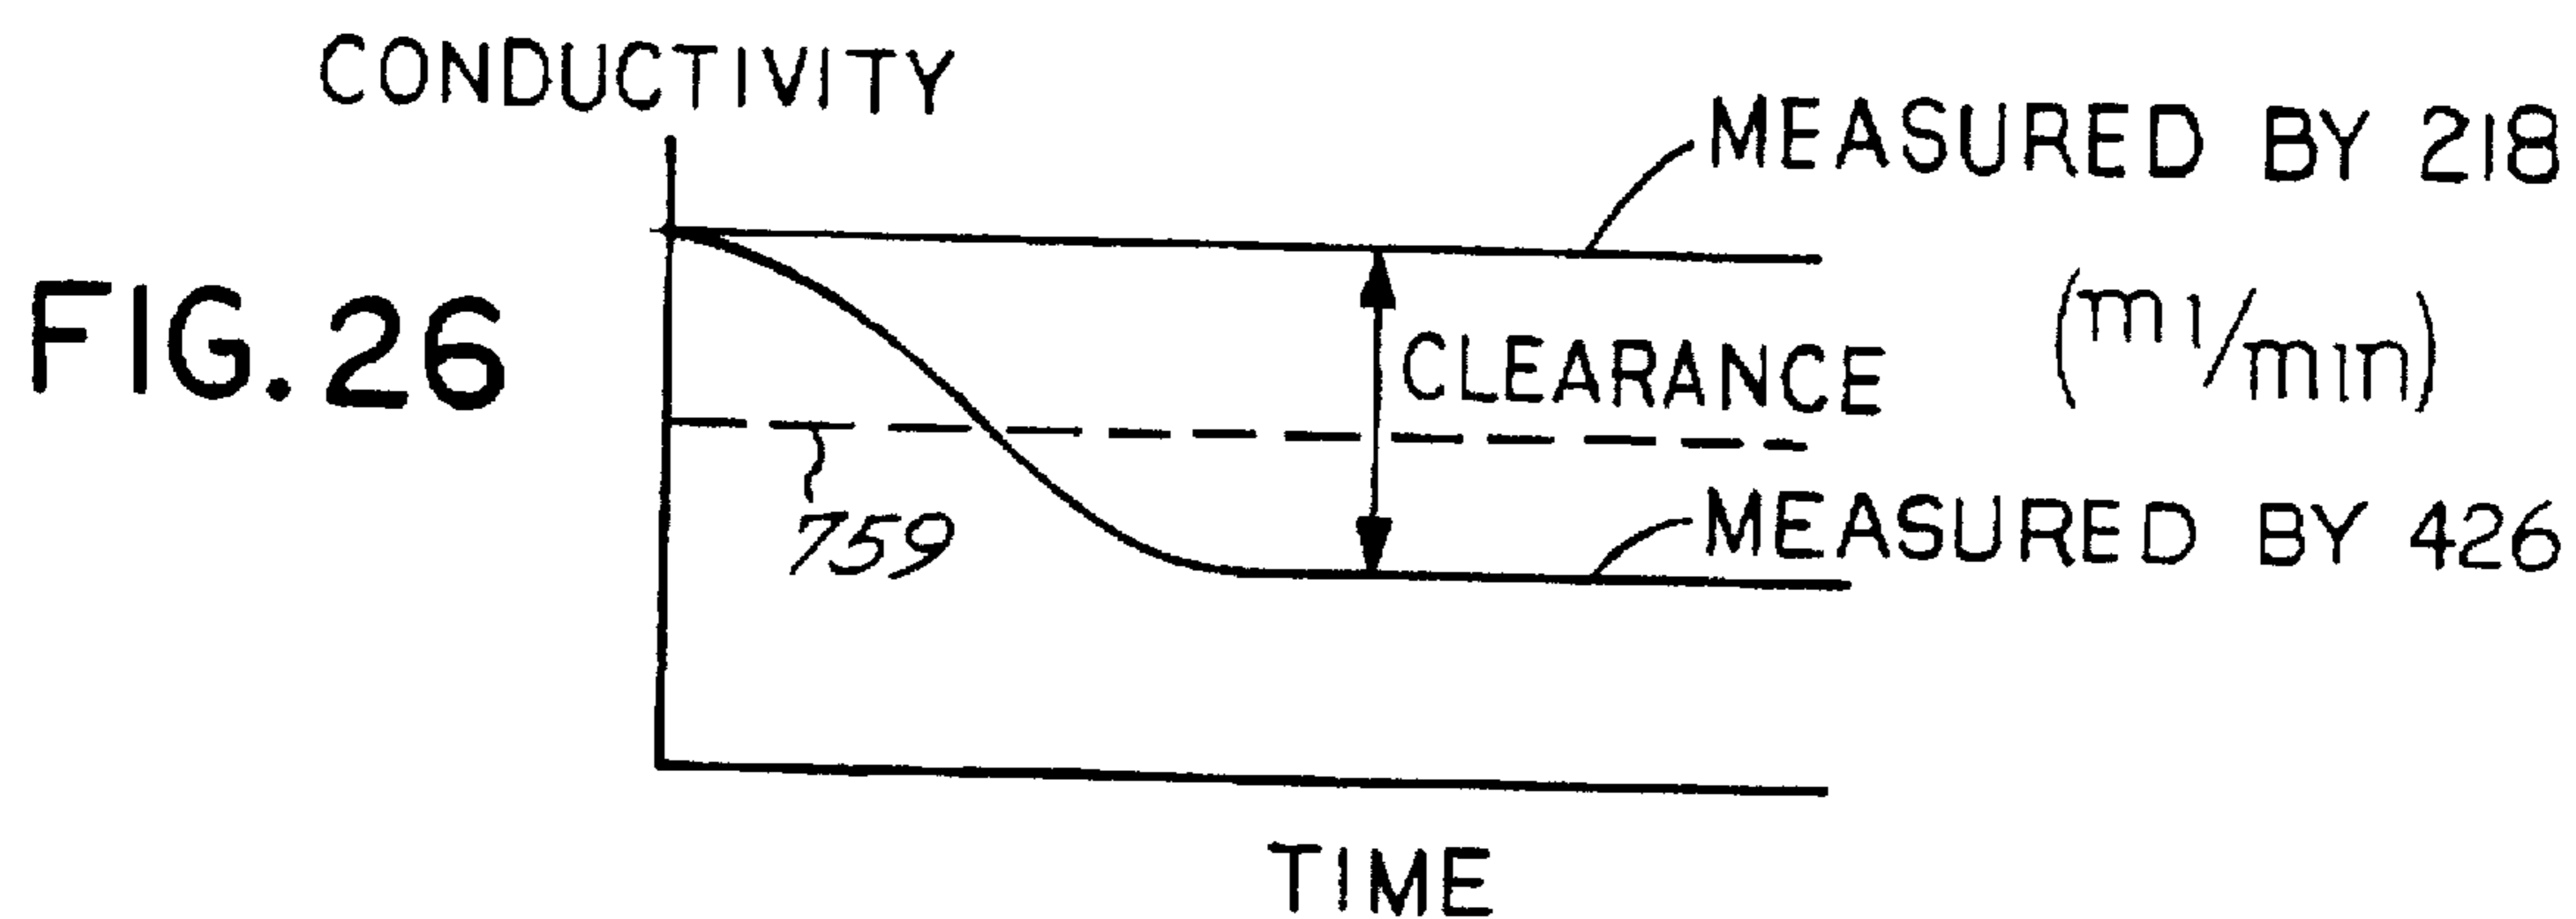 CONDUCTIVITY
MEASURED BY 218
FIG. 26
CLEARANCE (ml/min)
759
MEASURED BY 426
TIME